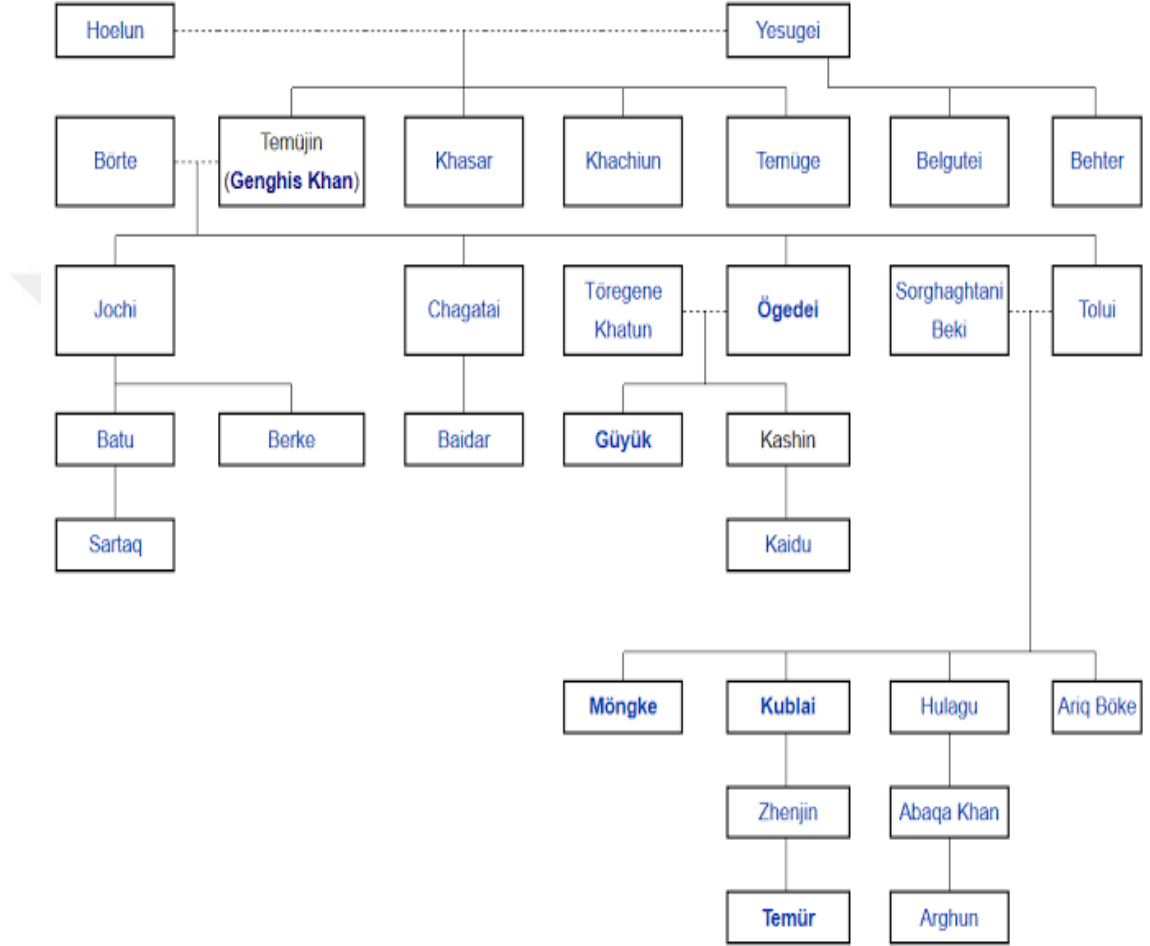 Hoelun
Yesugei
Börte
Temüjin
(Genghis Khan)
Khasar
Khachiun
Temüge
Belgutei
Behter
Jochi
Chagatai
Töregene
Khatun
Ögedei
Sorghaghtani
Beki
Tolui
Batu
Berke
Baidar
Güyük
Kashin
Sartaq
Kaidu
Möngke
Kublai
Hulagu
Ariq Böke
Zhenjin
Abaqa Khan
Temür
Arghun